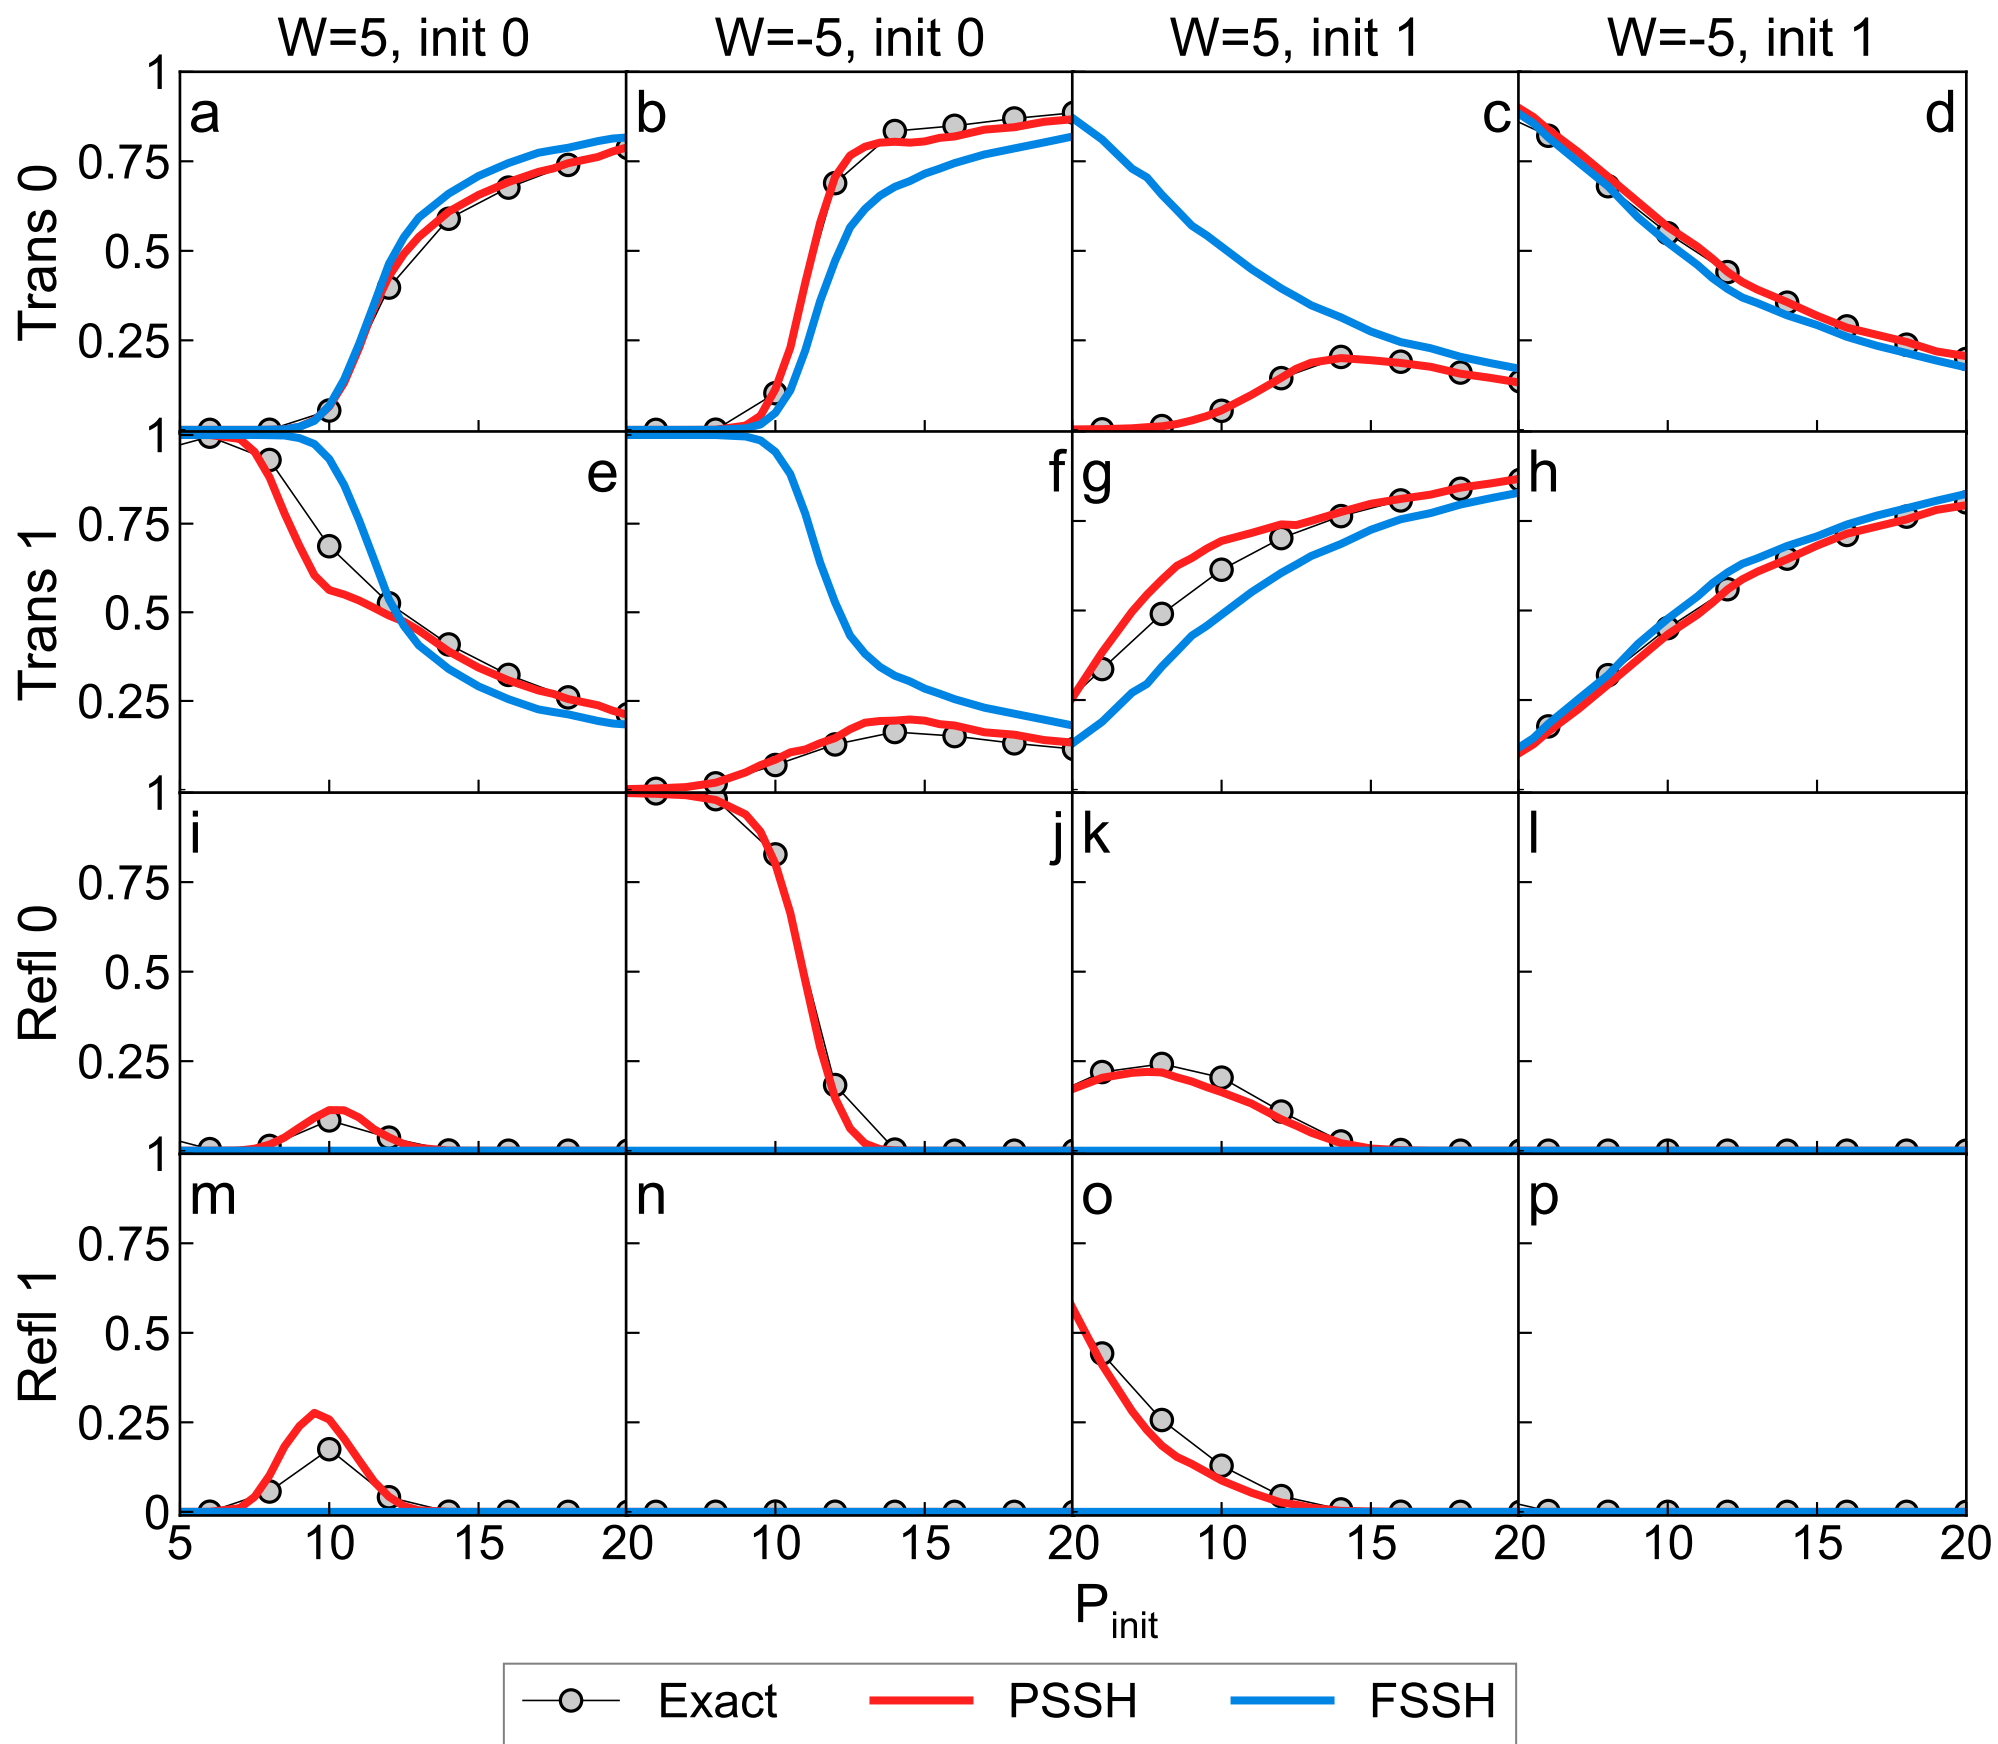 W=5, init 0 W=-5, init 0 W=5, init 1 W=-5, init 1
Trans 0
1
0.75
0.5
0.25
a b c d
Trans 1
1
0.75
0.5
0.25
e f g h
Refl 0
1
0.75
0.5
0.25
i j k l
Refl 1
1
0.75
0.5
0.25
0
m n o p
5 10 15 20 10 15 20 10 15 20 10 15 20
Pinit
Exact PSSH FSSH